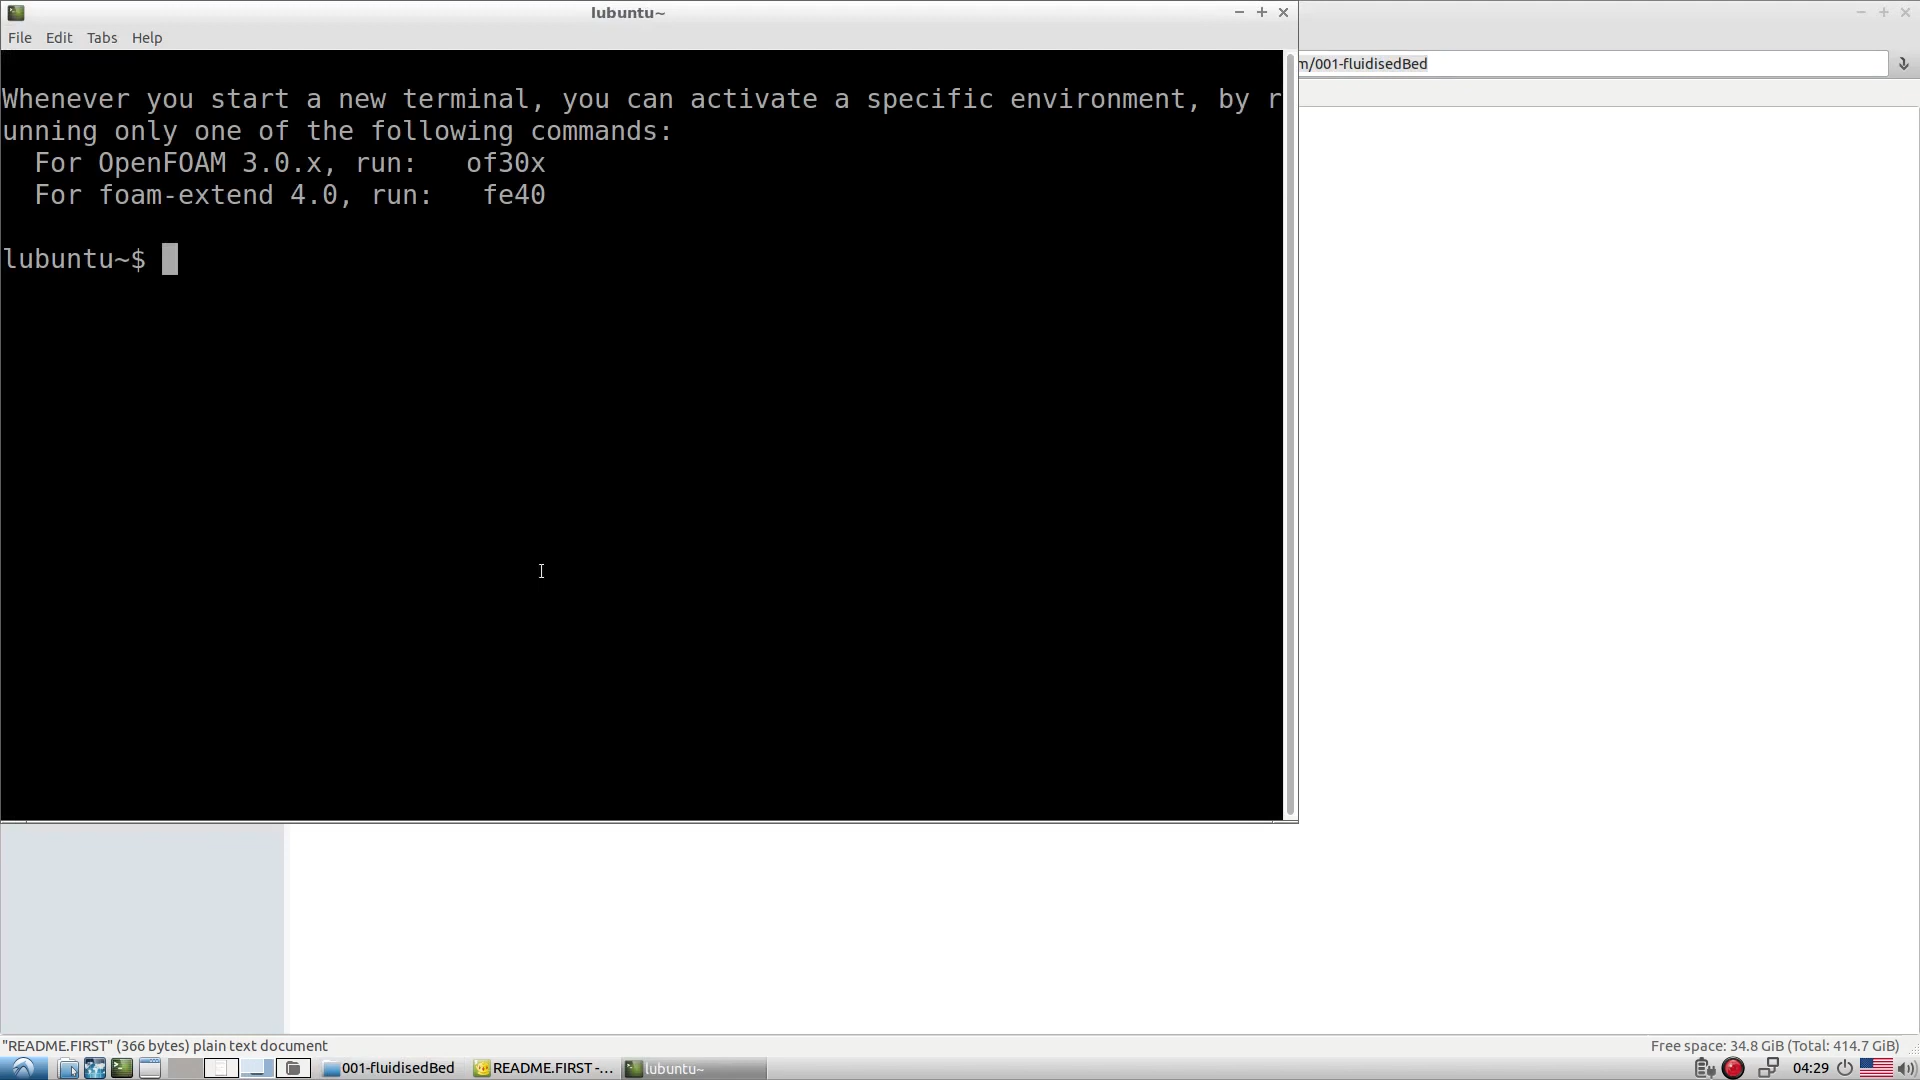 lubuntu~
File Edit Tabs Help
m/001-fluidisedBed
Whenever you start a new terminal, you can activate a specific environment, by r
unning only one of the following commands:
For OpenFOAM 3.0.x, run: of30x
For foam-extend 4.0, run: fe40
lubuntu~$
"README.FIRST" (366 bytes) plain text document
Free space: 34.8 GiB (Total: 414.7 GiB)
001-fluidisedBed
README.FIRST -...
lubuntu~
04:29